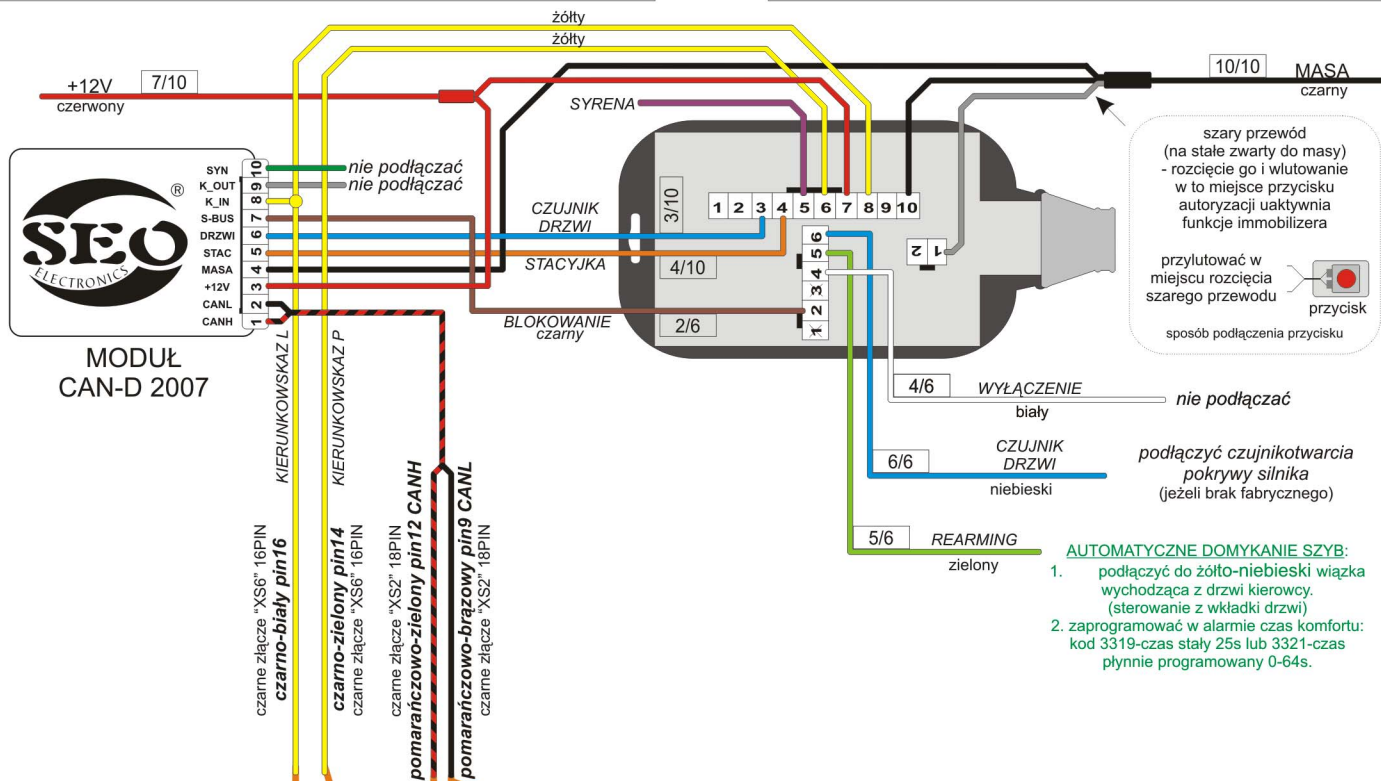 żółty
żółty
+12V
7/10
czerwony
SYRENA
10/10
MASA
czarny
szary przewód
(na stałe zwarty do masy)
- rozcięcie go i wlutowanie
w to miejsce przycisku
autoryzacji uaktywnia
funkcje immobilizera
przylutować w
miejscu rozcięcia
szarego przewodu
przycisk
sposób podłączenia przycisku
SEO
®
ELECTRONICS
SYN 10
K_OUT 9
K_IN 8
S-BUS 7
DRZWI 6
STAC 5
MASA 4
+12V 3
CANL 2
CANH 1
nie podłączać
nie podłączać
MODUŁ
CAN-D 2007
CZUJNIK
DRZWI
3/10
STACYJKA
4/10
BLOKOWANIE
czarny
2/6
1 2 3 4 5 6 7 8 9 10
6
5
4
3
2
1
2 1
4/6
WYŁĄCZENIE
biały
nie podłączać
6/6
CZUJNIK
DRZWI
niebieski
podłączyć czujnikotwarcia
pokrywy silnika
(jeżeli brak fabrycznego)
5/6
REARMING
zielony
AUTOMATYCZNE DOMYKANIE SZYB:
1. podłączyć do żółto-niebieski wiązka
wychodząca z drzwi kierowcy.
(sterowanie z wkładki drzwi)
2. zaprogramować w alarmie czas komfortu:
kod 3319-czas stały 25s lub 3321-czas
płynnie programowany 0-64s.
KIERUNKOWSKAZ L
KIERUNKOWSKAZ P
czarne złącze "XS6" 16PIN
czarno-biały pin16
czarno-zielony pin14
czarne złącze "XS6" 16PIN
czarne złącze "XS2" 18PIN
pomarańczowo-zielony pin12 CANH
pomarańczowo-brązowy pin9 CANL
czarne złącze "XS2" 18PIN